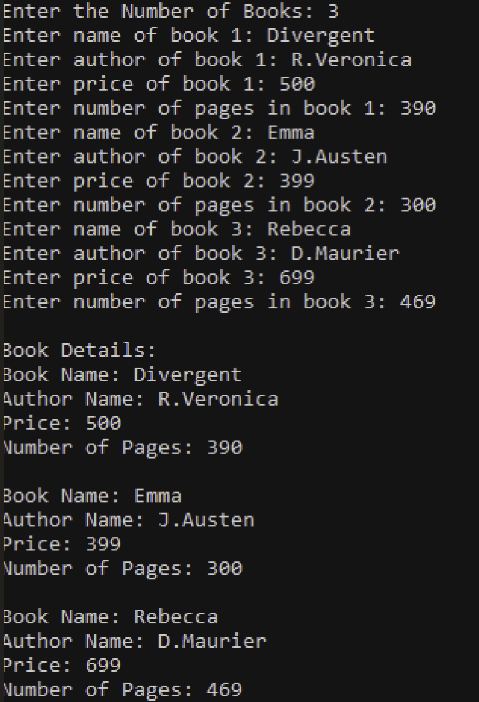 Enter the Number of Books: 3
Enter name of book 1: Divergent
Enter author of book 1: R.Veronica
Enter price of book 1: 500
Enter number of pages in book 1: 390
Enter name of book 2: Emma
Enter author of book 2: J.Austen
Enter price of book 2: 399
Enter number of pages in book 2: 300
Enter name of book 3: Rebecca
Enter author of book 3: D.Maurier
Enter price of book 3: 699
Enter number of pages in book 3: 469

Book Details:
Book Name: Divergent
Author Name: R.Veronica
Price: 500
Number of Pages: 390

Book Name: Emma
Author Name: J.Austen
Price: 399
Number of Pages: 300

Book Name: Rebecca
Author Name: D.Maurier
Price: 699
Number of Pages: 469